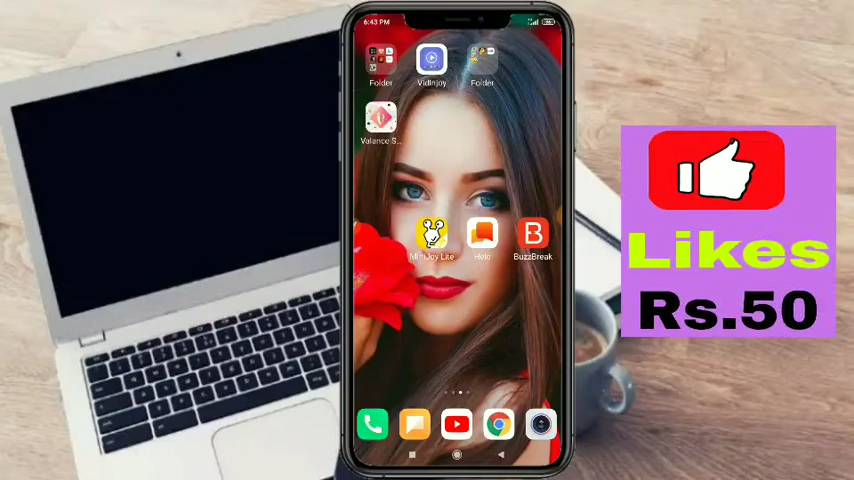 6:43 PM
Folder
VidInjoy
Folder
Valance S...
MiniJoy Lite
Helo
BuzzBreak
Likes
Rs.50